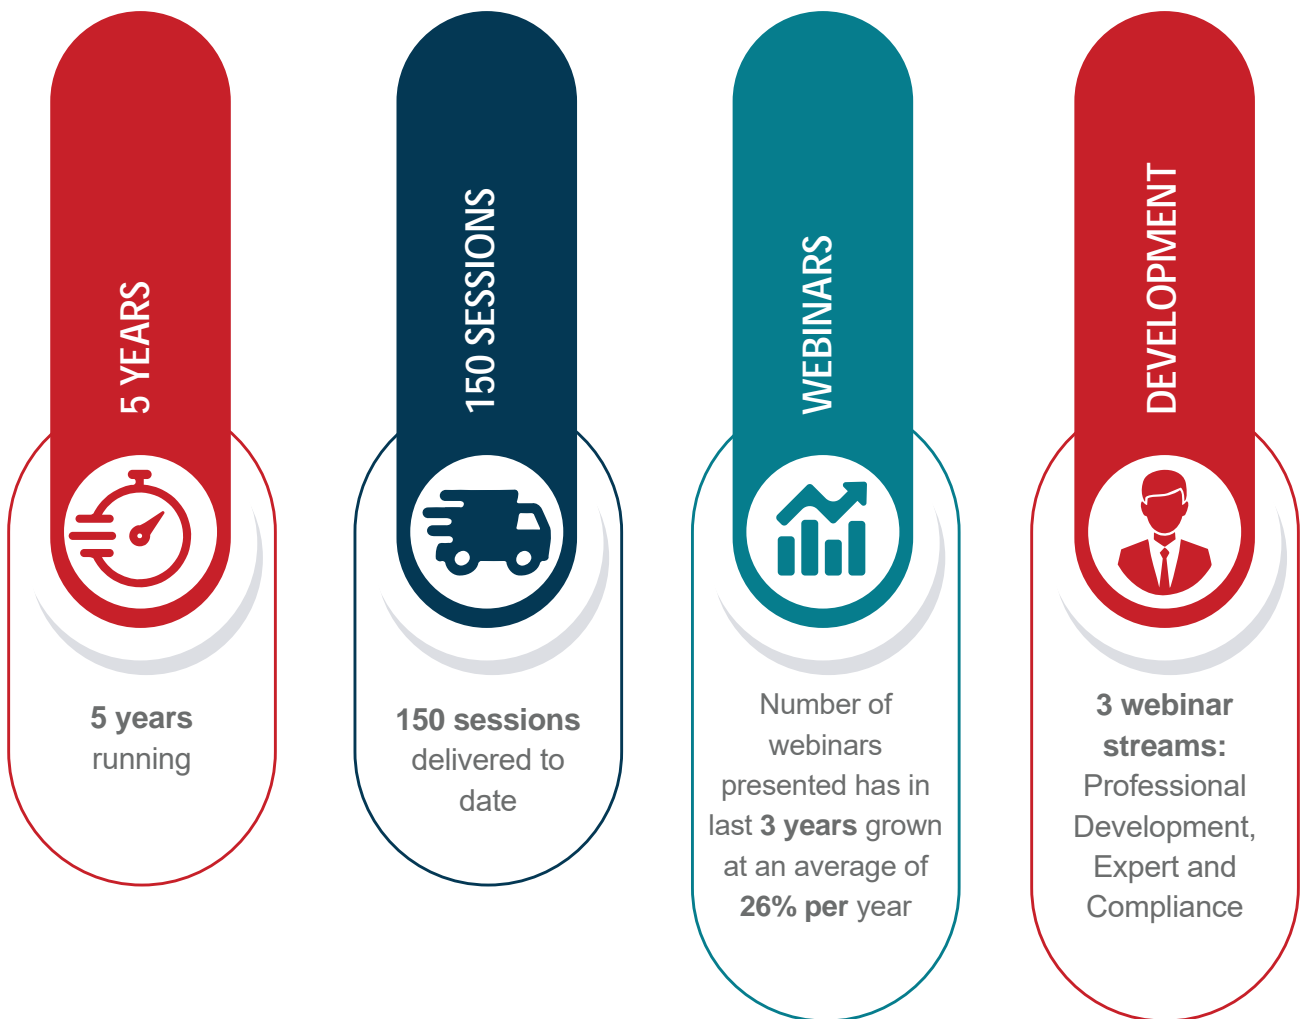 5 YEARS
5 years
running
150 SESSIONS
150 sessions
delivered to
date
WEBINARS
Number of
webinars
presented has in
last 3 years grown
at an average of
26% per year
DEVELOPMENT
3 webinar
streams:
Professional
Development,
Expert and
Compliance